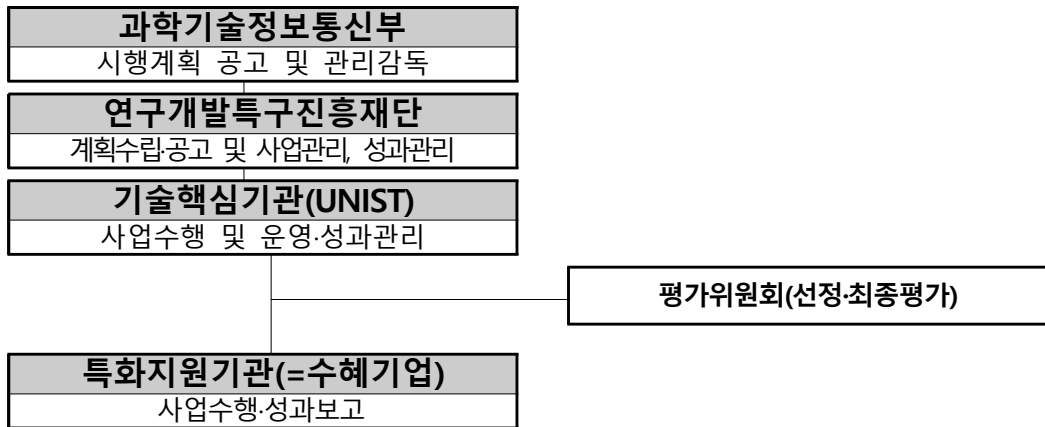 과학기술정보통신부
시행계획 공고 및 관리감독
연구개발특구진흥재단
계획수립·공고 및 사업관리, 성과관리
기술핵심기관(UNIST)
사업수행 및 운영·성과관리
평가위원회(선정·최종평가)
특화지원기관(=수혜기업)
사업수행·성과보고